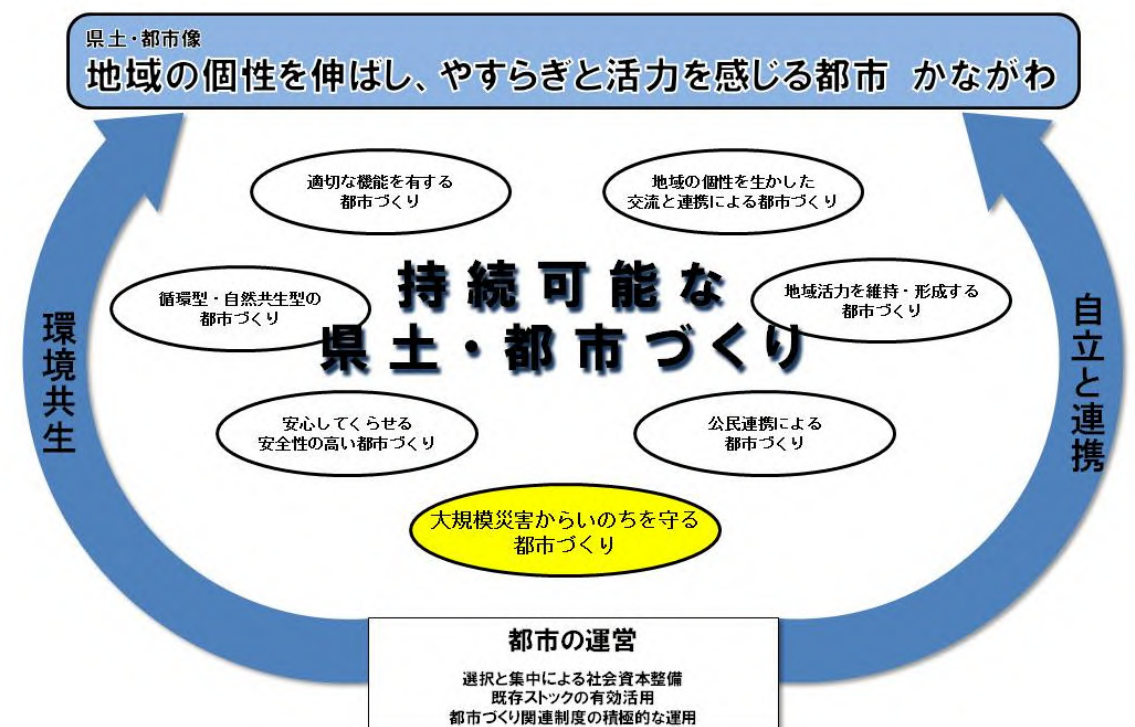 県土・都市像
地域の個性を伸ばし、やすらぎと活力を感じる都市　かながわ
適切な機能を有する
都市づくり
地域の個性を生かした
交流と連携による都市づくり
循環型・自然共生型の
都市づくり
持続可能な
県土・都市づくり
地域活力を維持・形成する
都市づくり
環境共生
自立と連携
安心してくらせる
安全性の高い都市づくり
公民連携による
都市づくり
大規模災害からいのちを守る
都市づくり
都市の運営
選択と集中による社会資本整備
既存ストックの有効活用
都市づくり関連制度の積極的な運用